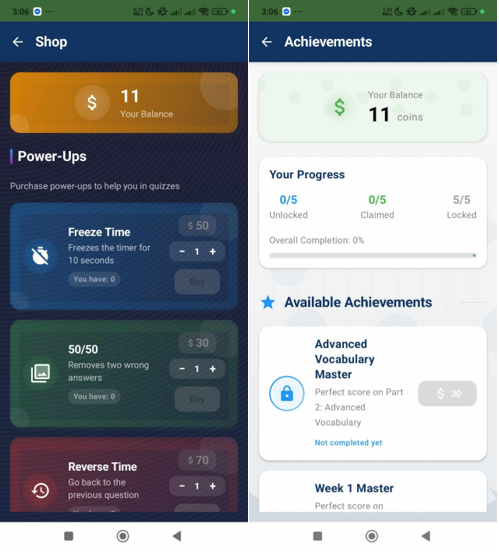 3:06
Shop
$
11
Your Balance
Power-Ups
Purchase power-ups to help you in quizzes
Freeze Time
Freezes the timer for
10 seconds
You have: 0
$ 50
− 1 +
Buy
50/50
Removes two wrong
answers
You have: 0
$ 30
− 1 +
Buy
Reverse Time
Go back to the
previous question
$ 70
− 1 +
3:06
Achievements
$
Your Balance
11 coins
Your Progress
0/5
Unlocked
0/5
Claimed
5/5
Locked
Overall Completion: 0%
Available Achievements
Advanced
Vocabulary
Master
Perfect score on Part
2: Advanced
Vocabulary
Not completed yet
$ 30
Week 1 Master
Perfect score on